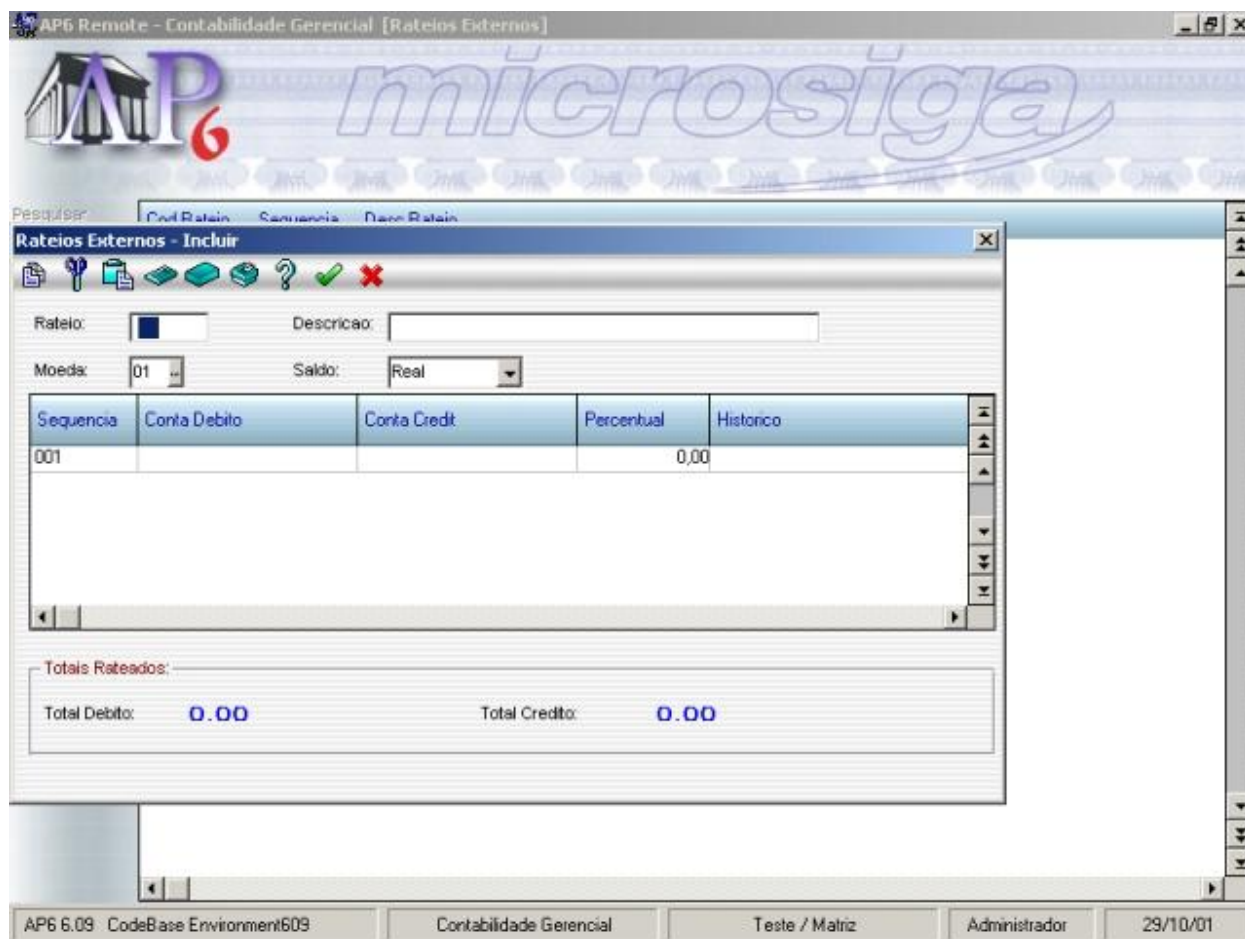 AP6 Remote - Contabilidade Gerencial [Rateios Externos]
AP6
microsiga
Pesquisar Cod Rateio Sequencia Desc Rateio
Rateios Externos - Incluir
Rateio: Descricao:
Moeda: 01 Saldo: Real
Sequencia Conta Debito Conta Credit Percentual Historico
001 0,00
Totais Rateados:
Total Debito: 0.00 Total Credito: 0.00
AP6 6.09 CodeBase Environment609 Contabilidade Gerencial Teste / Matriz Administrador 29/10/01